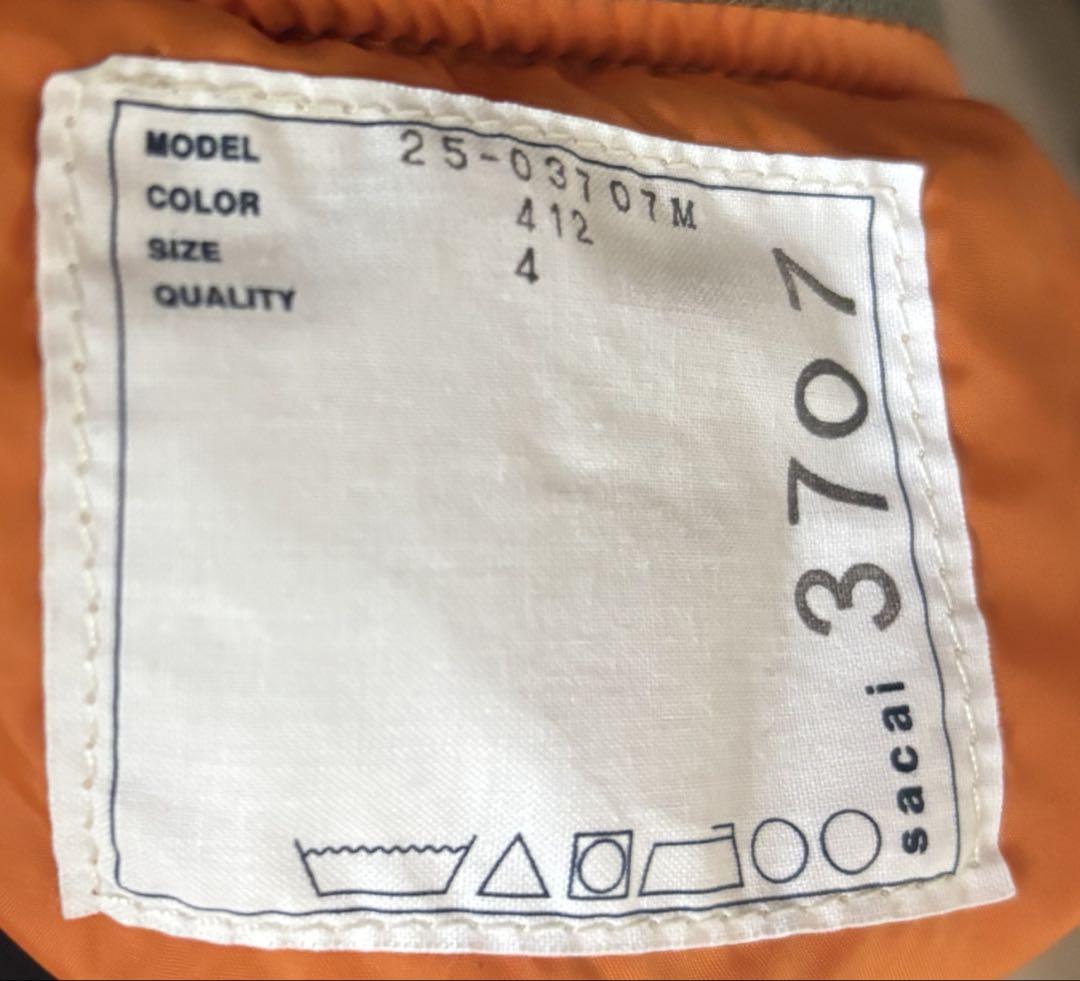 MODEL 25-03707M
COLOR 412
SIZE 4
QUALITY
3707
sacai